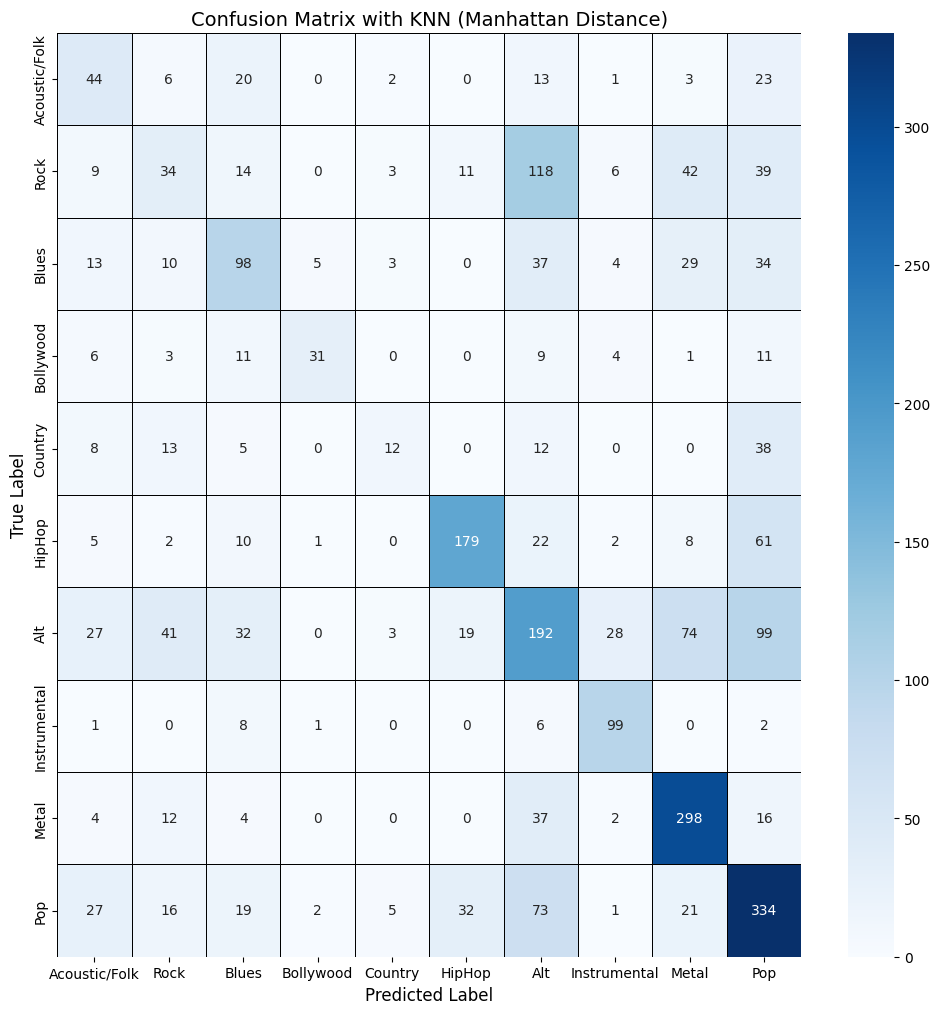 Confusion Matrix with KNN (Manhattan Distance)
True Label
Acoustic/Folk 44 6 20 0 2 0 13 1 3 23
Rock 9 34 14 0 3 11 118 6 42 39
Blues 13 10 98 5 3 0 37 4 29 34
Bollywood 6 3 11 31 0 0 9 4 1 11
Country 8 13 5 0 12 0 12 0 0 38
HipHop 5 2 10 1 0 179 22 2 8 61
Alt 27 41 32 0 3 19 192 28 74 99
Instrumental 1 0 8 1 0 0 6 99 0 2
Metal 4 12 4 0 0 0 37 2 298 16
Pop 27 16 19 2 5 32 73 1 21 334
Acoustic/Folk Rock Blues Bollywood Country HipHop Alt Instrumental Metal Pop
Predicted Label
300
250
200
150
100
50
0